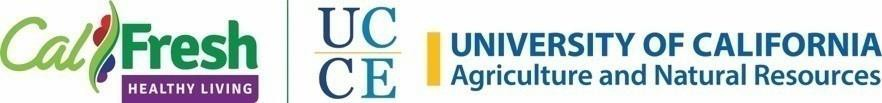 CalFresh
HEALTHY LIVING
UC
CE
UNIVERSITY OF CALIFORNIA
Agriculture and Natural Resources